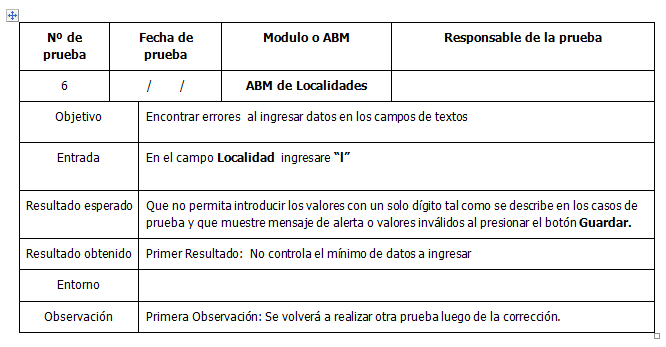 Nº de prueba Fecha de prueba Modulo o ABM Responsable de la prueba
6 / / ABM de Localidades
Objetivo Encontrar errores al ingresar datos en los campos de textos
Entrada En el campo Localidad ingresare “l”
Resultado esperado Que no permita introducir los valores con un solo dígito tal como se describe en los casos de
prueba y que muestre mensaje de alerta o valores inválidos al presionar el botón Guardar.
Resultado obtenido Primer Resultado: No controla el mínimo de datos a ingresar
Entorno
Observación Primera Observación: Se volverá a realizar otra prueba luego de la corrección.